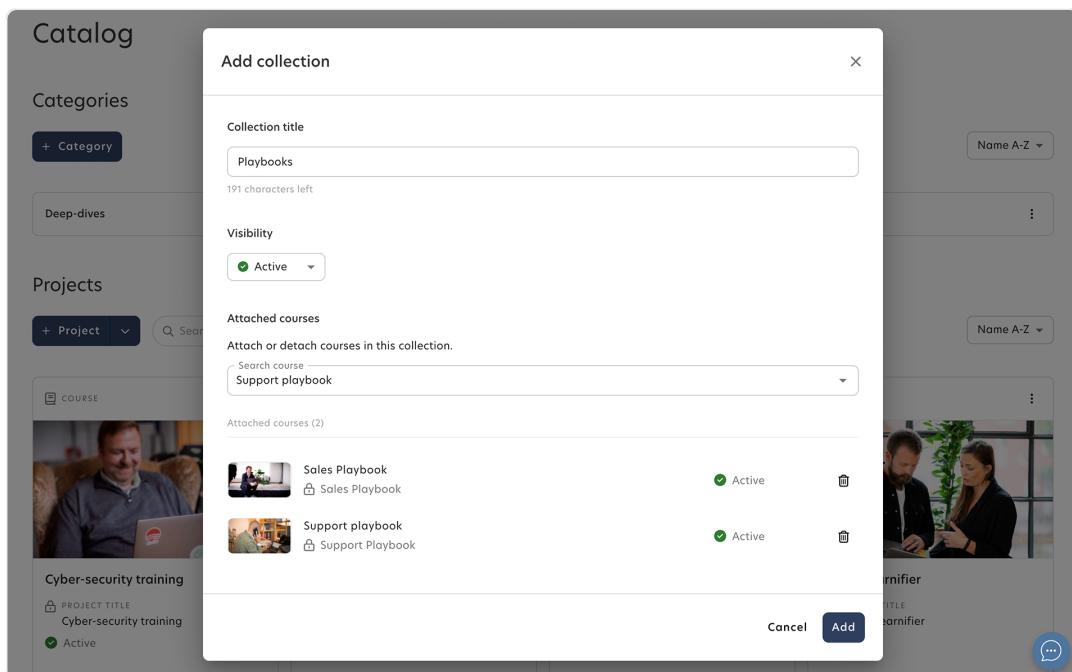 Catalog
Categories
+ Category
Name A-Z
Deep-dives
Projects
+ Project
Name A-Z
COURSE
Cyber-security training
PROJECT TITLE
Cyber-security training
Active
Add collection
Collection title
Playbooks
191 characters left
Visibility
Active
Attached courses
Attach or detach courses in this collection.
Search course
Support playbook
Attached courses (2)
Sales Playbook
Sales Playbook
Active
Support playbook
Support Playbook
Active
Cancel
Add